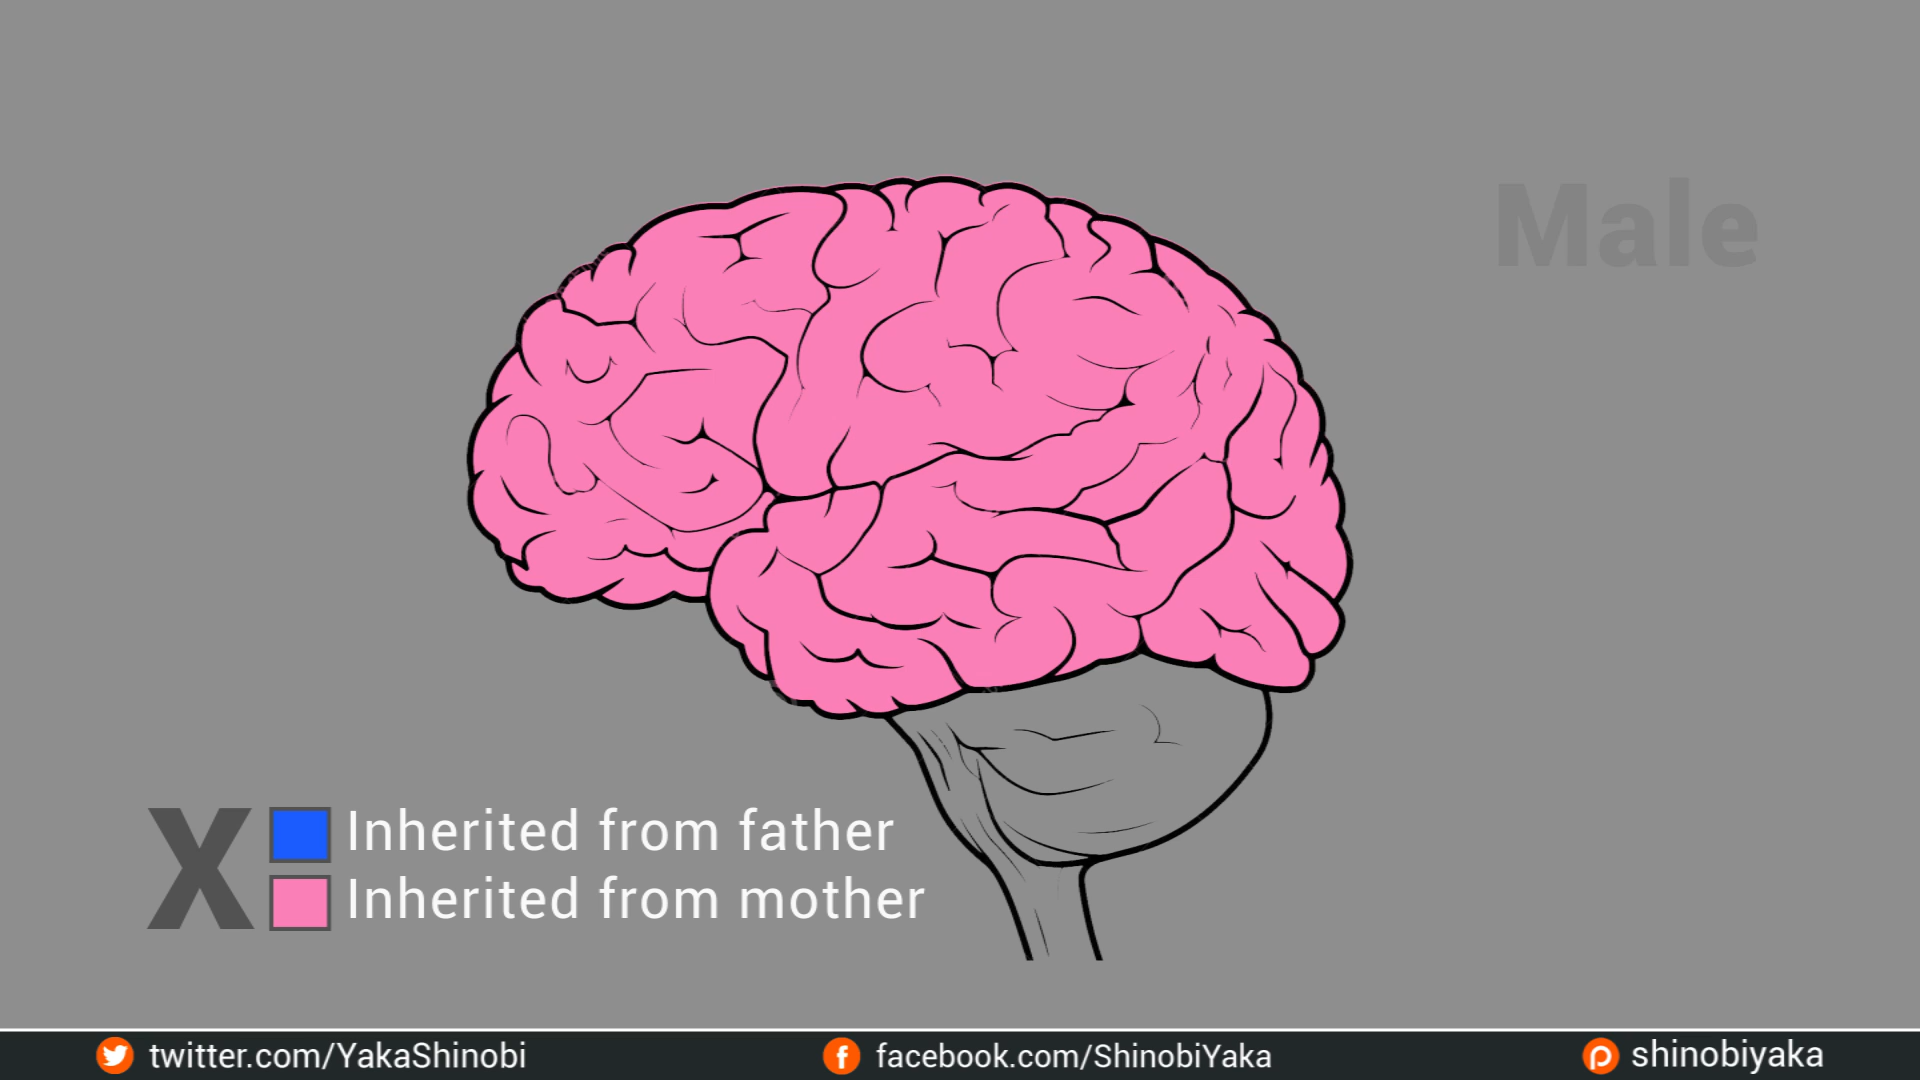 Male
X
Inherited from father
Inherited from mother
twitter.com/YakaShinobi
facebook.com/ShinobiYaka
shinobiyaka